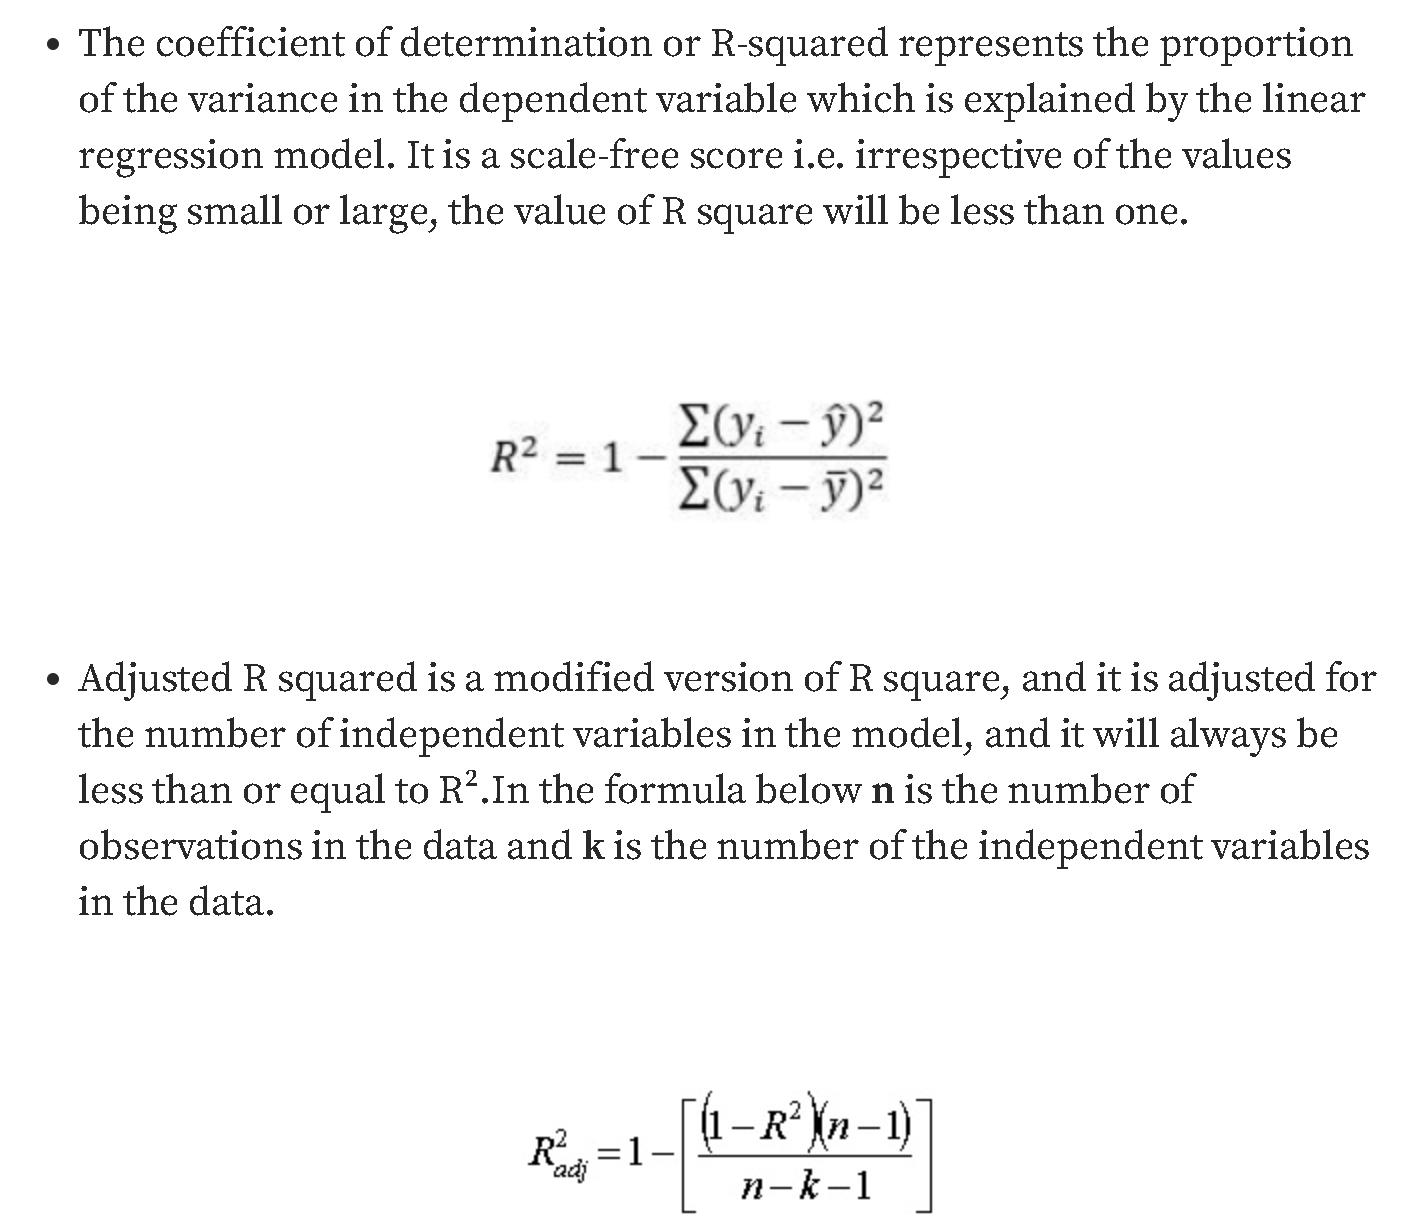 • The coefficient of determination or R-squared represents the proportion
of the variance in the dependent variable which is explained by the linear
regression model. It is a scale-free score i.e. irrespective of the values
being small or large, the value of R square will be less than one.
R² = 1 − Σ(yᵢ − ŷ)² / Σ(yᵢ − ȳ)²
• Adjusted R squared is a modified version of R square, and it is adjusted for
the number of independent variables in the model, and it will always be
less than or equal to R².In the formula below n is the number of
observations in the data and k is the number of the independent variables
in the data.
R²adj = 1 − [(1 − R²)(n − 1) / n − k − 1]